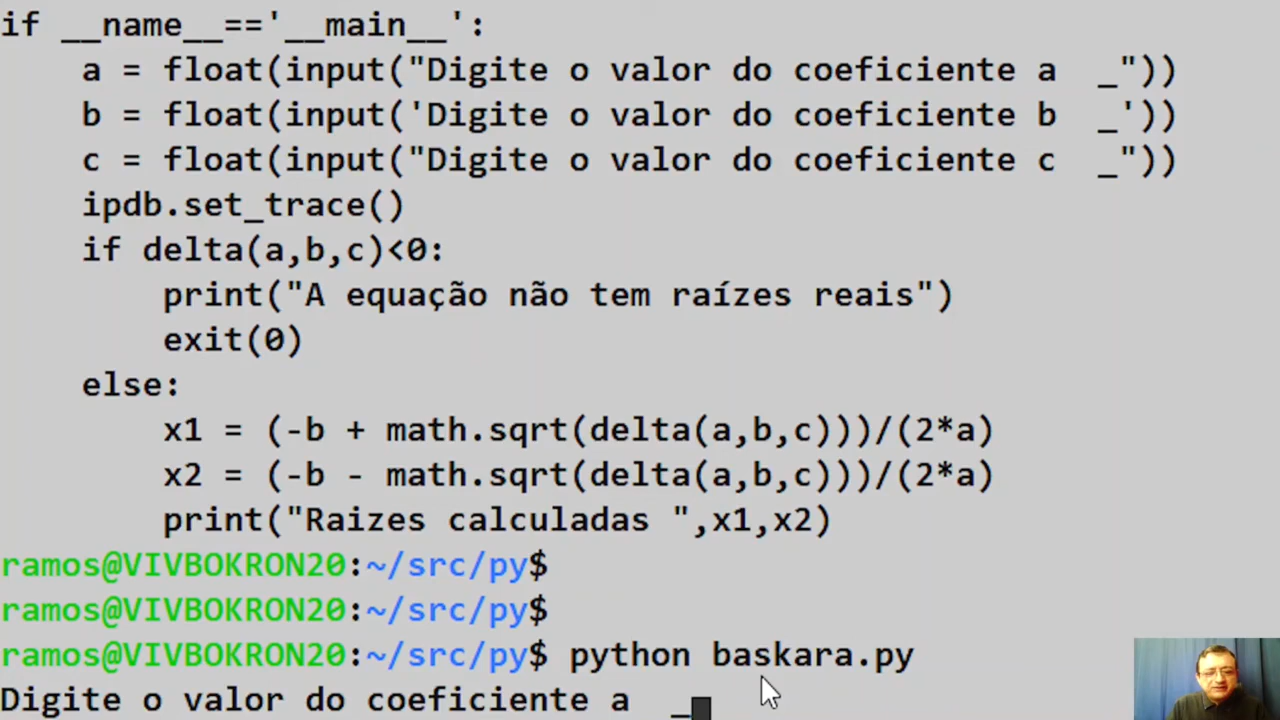 if __name__=='__main__':
    a = float(input("Digite o valor do coeficiente a  _"))
    b = float(input('Digite o valor do coeficiente b  _'))
    c = float(input("Digite o valor do coeficiente c  _"))
    ipdb.set_trace()
    if delta(a,b,c)<0:
        print("A equação não tem raízes reais")
        exit(0)
    else:
        x1 = (-b + math.sqrt(delta(a,b,c)))/(2*a)
        x2 = (-b - math.sqrt(delta(a,b,c)))/(2*a)
        print("Raizes calculadas ",x1,x2)
ramos@VIVBOKRON20:~/src/py$
ramos@VIVBOKRON20:~/src/py$
ramos@VIVBOKRON20:~/src/py$ python baskara.py
Digite o valor do coeficiente a  _